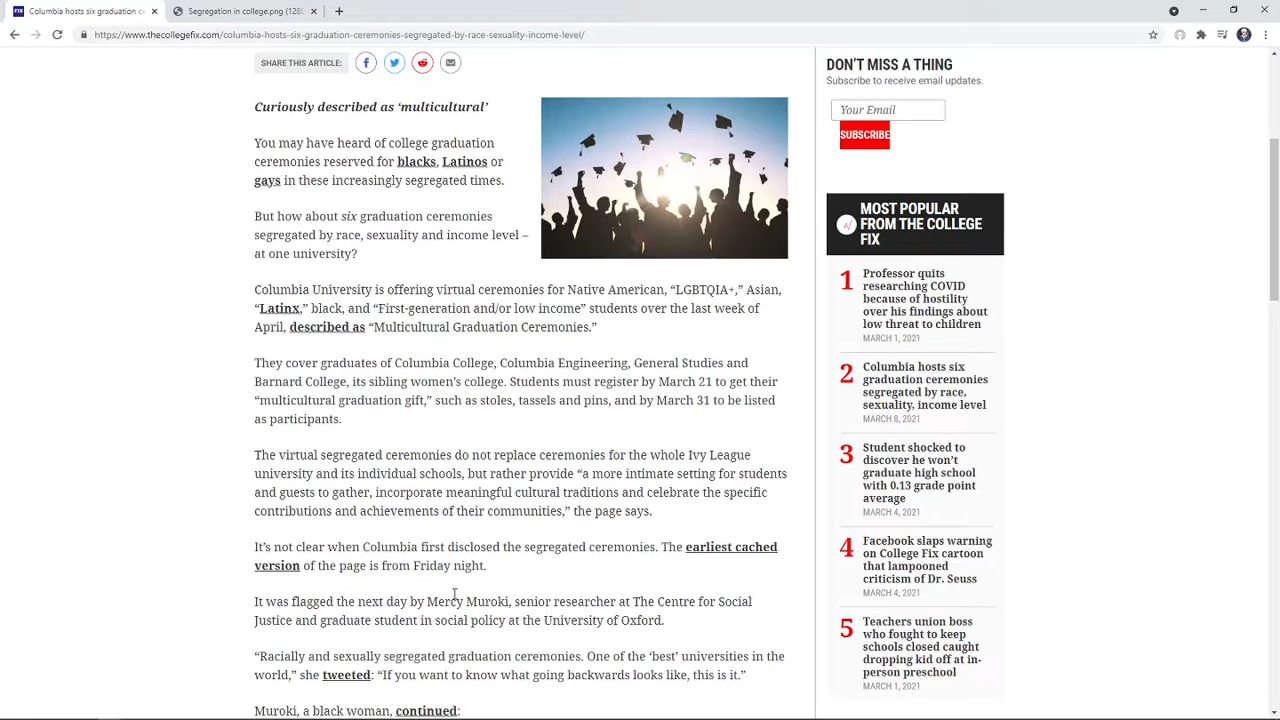 Columbia hosts six graduation c
Segregation in college.png (128
https://www.thecollegefix.com/columbia-hosts-six-graduation-ceremonies-segregated-by-race-sexuality-income-level/
SHARE THIS ARTICLE:
Curiously described as ‘multicultural’
You may have heard of college graduation
ceremonies reserved for blacks, Latinos or
gays in these increasingly segregated times.
But how about six graduation ceremonies
segregated by race, sexuality and income level –
at one university?
Columbia University is offering virtual ceremonies for Native American, “LGBTQIA+,” Asian,
“Latinx,” black, and “First-generation and/or low income” students over the last week of
April, described as “Multicultural Graduation Ceremonies.”
They cover graduates of Columbia College, Columbia Engineering, General Studies and
Barnard College, its sibling women’s college. Students must register by March 21 to get their
“multicultural graduation gift,” such as stoles, tassels and pins, and by March 31 to be listed
as participants.
The virtual segregated ceremonies do not replace ceremonies for the whole Ivy League
university and its individual schools, but rather provide “a more intimate setting for students
and guests to gather, incorporate meaningful cultural traditions and celebrate the specific
contributions and achievements of their communities,” the page says.
It’s not clear when Columbia first disclosed the segregated ceremonies. The earliest cached
version of the page is from Friday night.
It was flagged the next day by Mercy Muroki, senior researcher at The Centre for Social
Justice and graduate student in social policy at the University of Oxford.
“Racially and sexually segregated graduation ceremonies. One of the ‘best’ universities in the
world,” she tweeted: “If you want to know what going backwards looks like, this is it.”
Muroki, a black woman, continued:
DON’T MISS A THING
Subscribe to receive email updates.
Your Email
SUBSCRIBE
MOST POPULAR
FROM THE COLLEGE
FIX
1
Professor quits
researching COVID
because of hostility
over his findings about
low threat to children
MARCH 1, 2021
2
Columbia hosts six
graduation ceremonies
segregated by race,
sexuality, income level
MARCH 8, 2021
3
Student shocked to
discover he won’t
graduate high school
with 0.13 grade point
average
MARCH 4, 2021
4
Facebook slaps warning
on College Fix cartoon
that lampooned
criticism of Dr. Seuss
MARCH 4, 2021
5
Teachers union boss
who fought to keep
schools closed caught
dropping kid off at in-
person preschool
MARCH 1, 2021